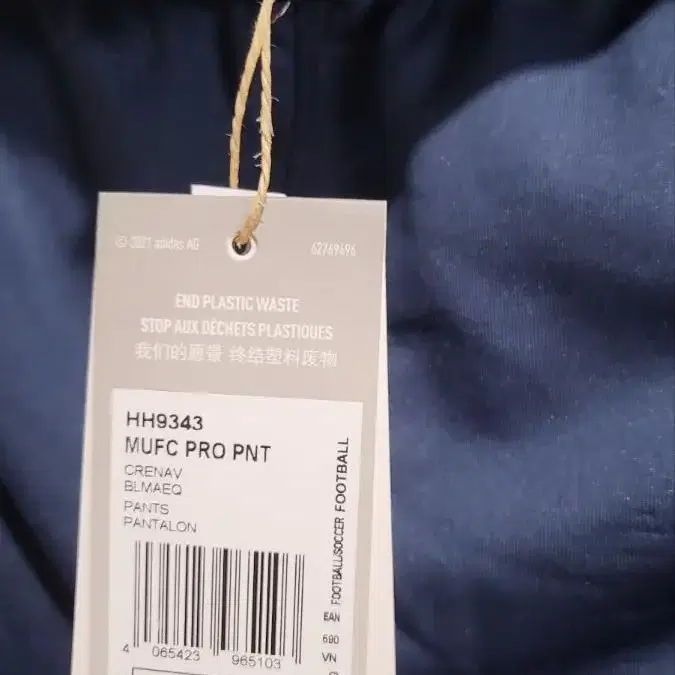 © 2021 adidas AG
62769696
END PLASTIC WASTE
STOP AUX DÉCHETS PLASTIQUES
我们的愿景 终结塑料废物
HH9343
MUFC PRO PNT
CRENAV
BLMAEQ
PANTS
PANTALON
FOOTBALL/SOCCER FOOTBALL
EAN
690
VN
4 065423 965103